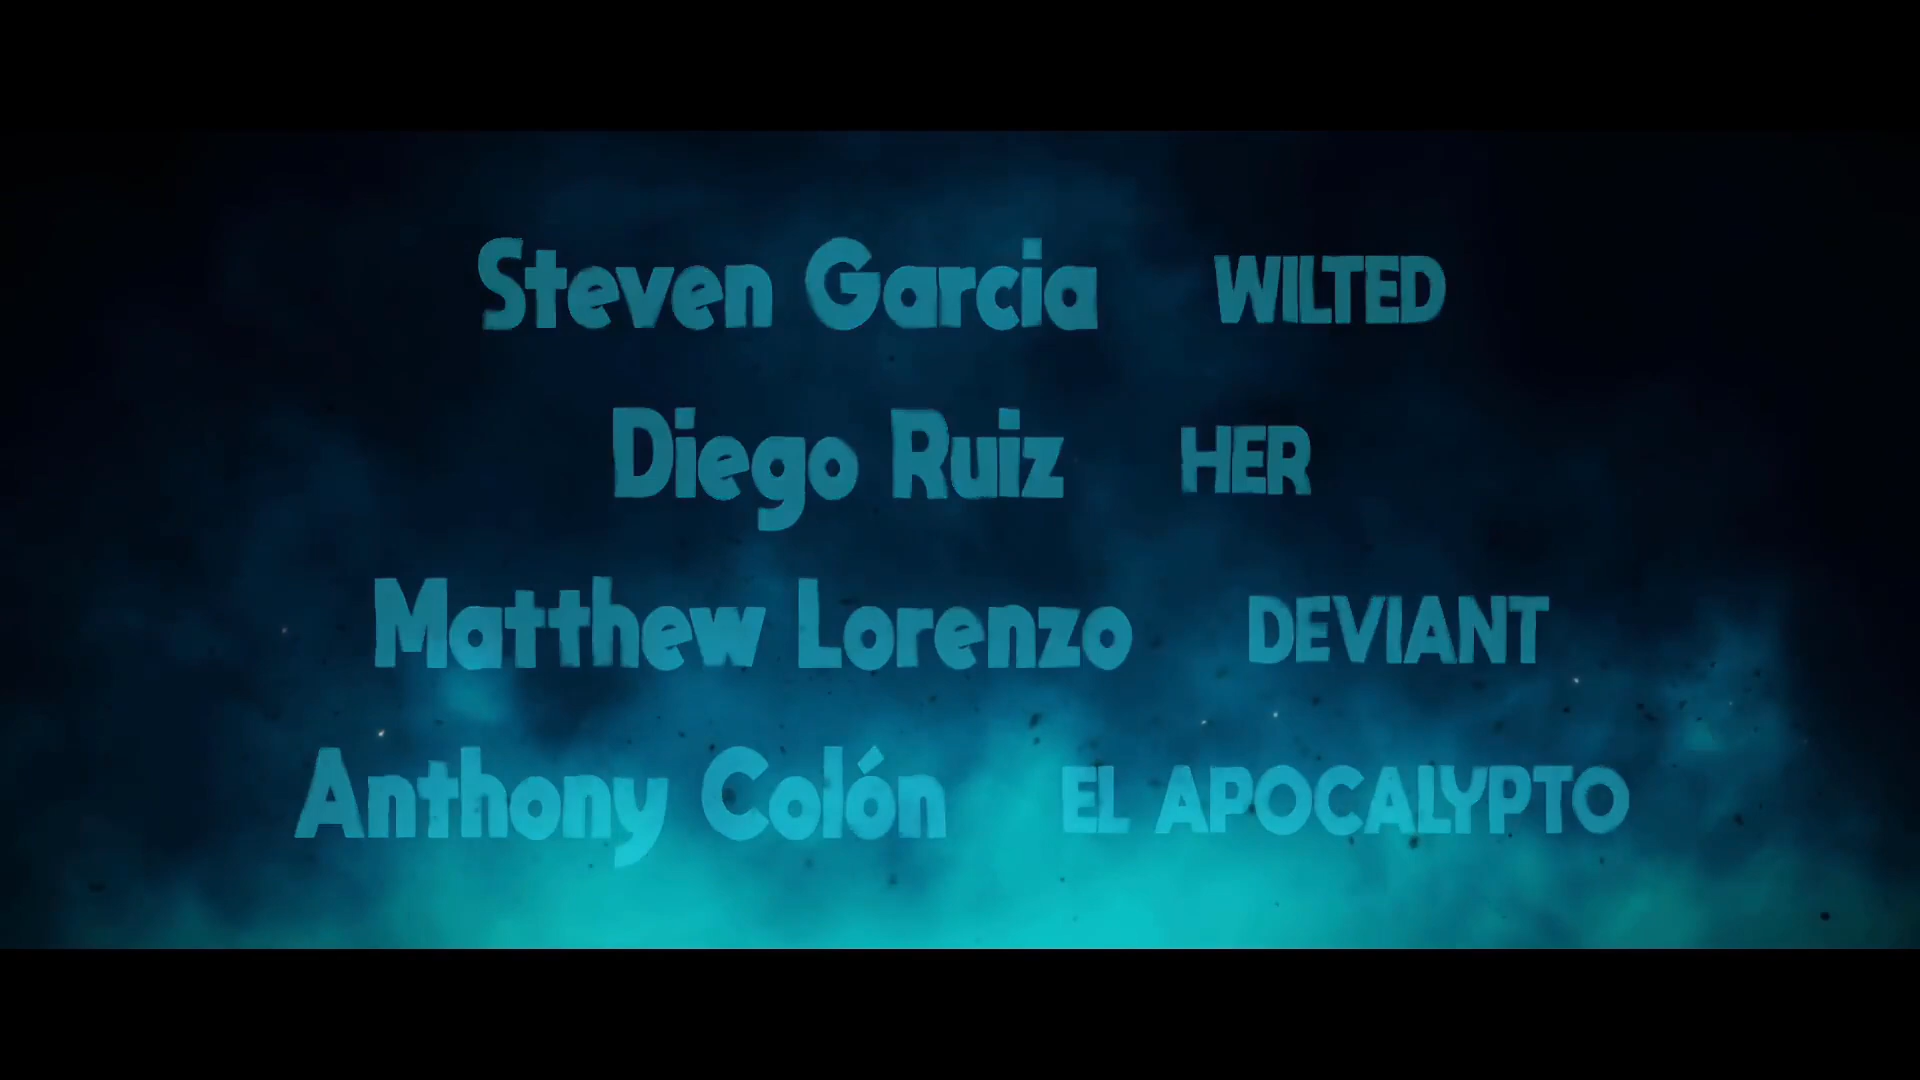 Steven Garcia WILTED
Diego Ruiz HER
Matthew Lorenzo DEVIANT
Anthony Colón EL APOCALYPTO